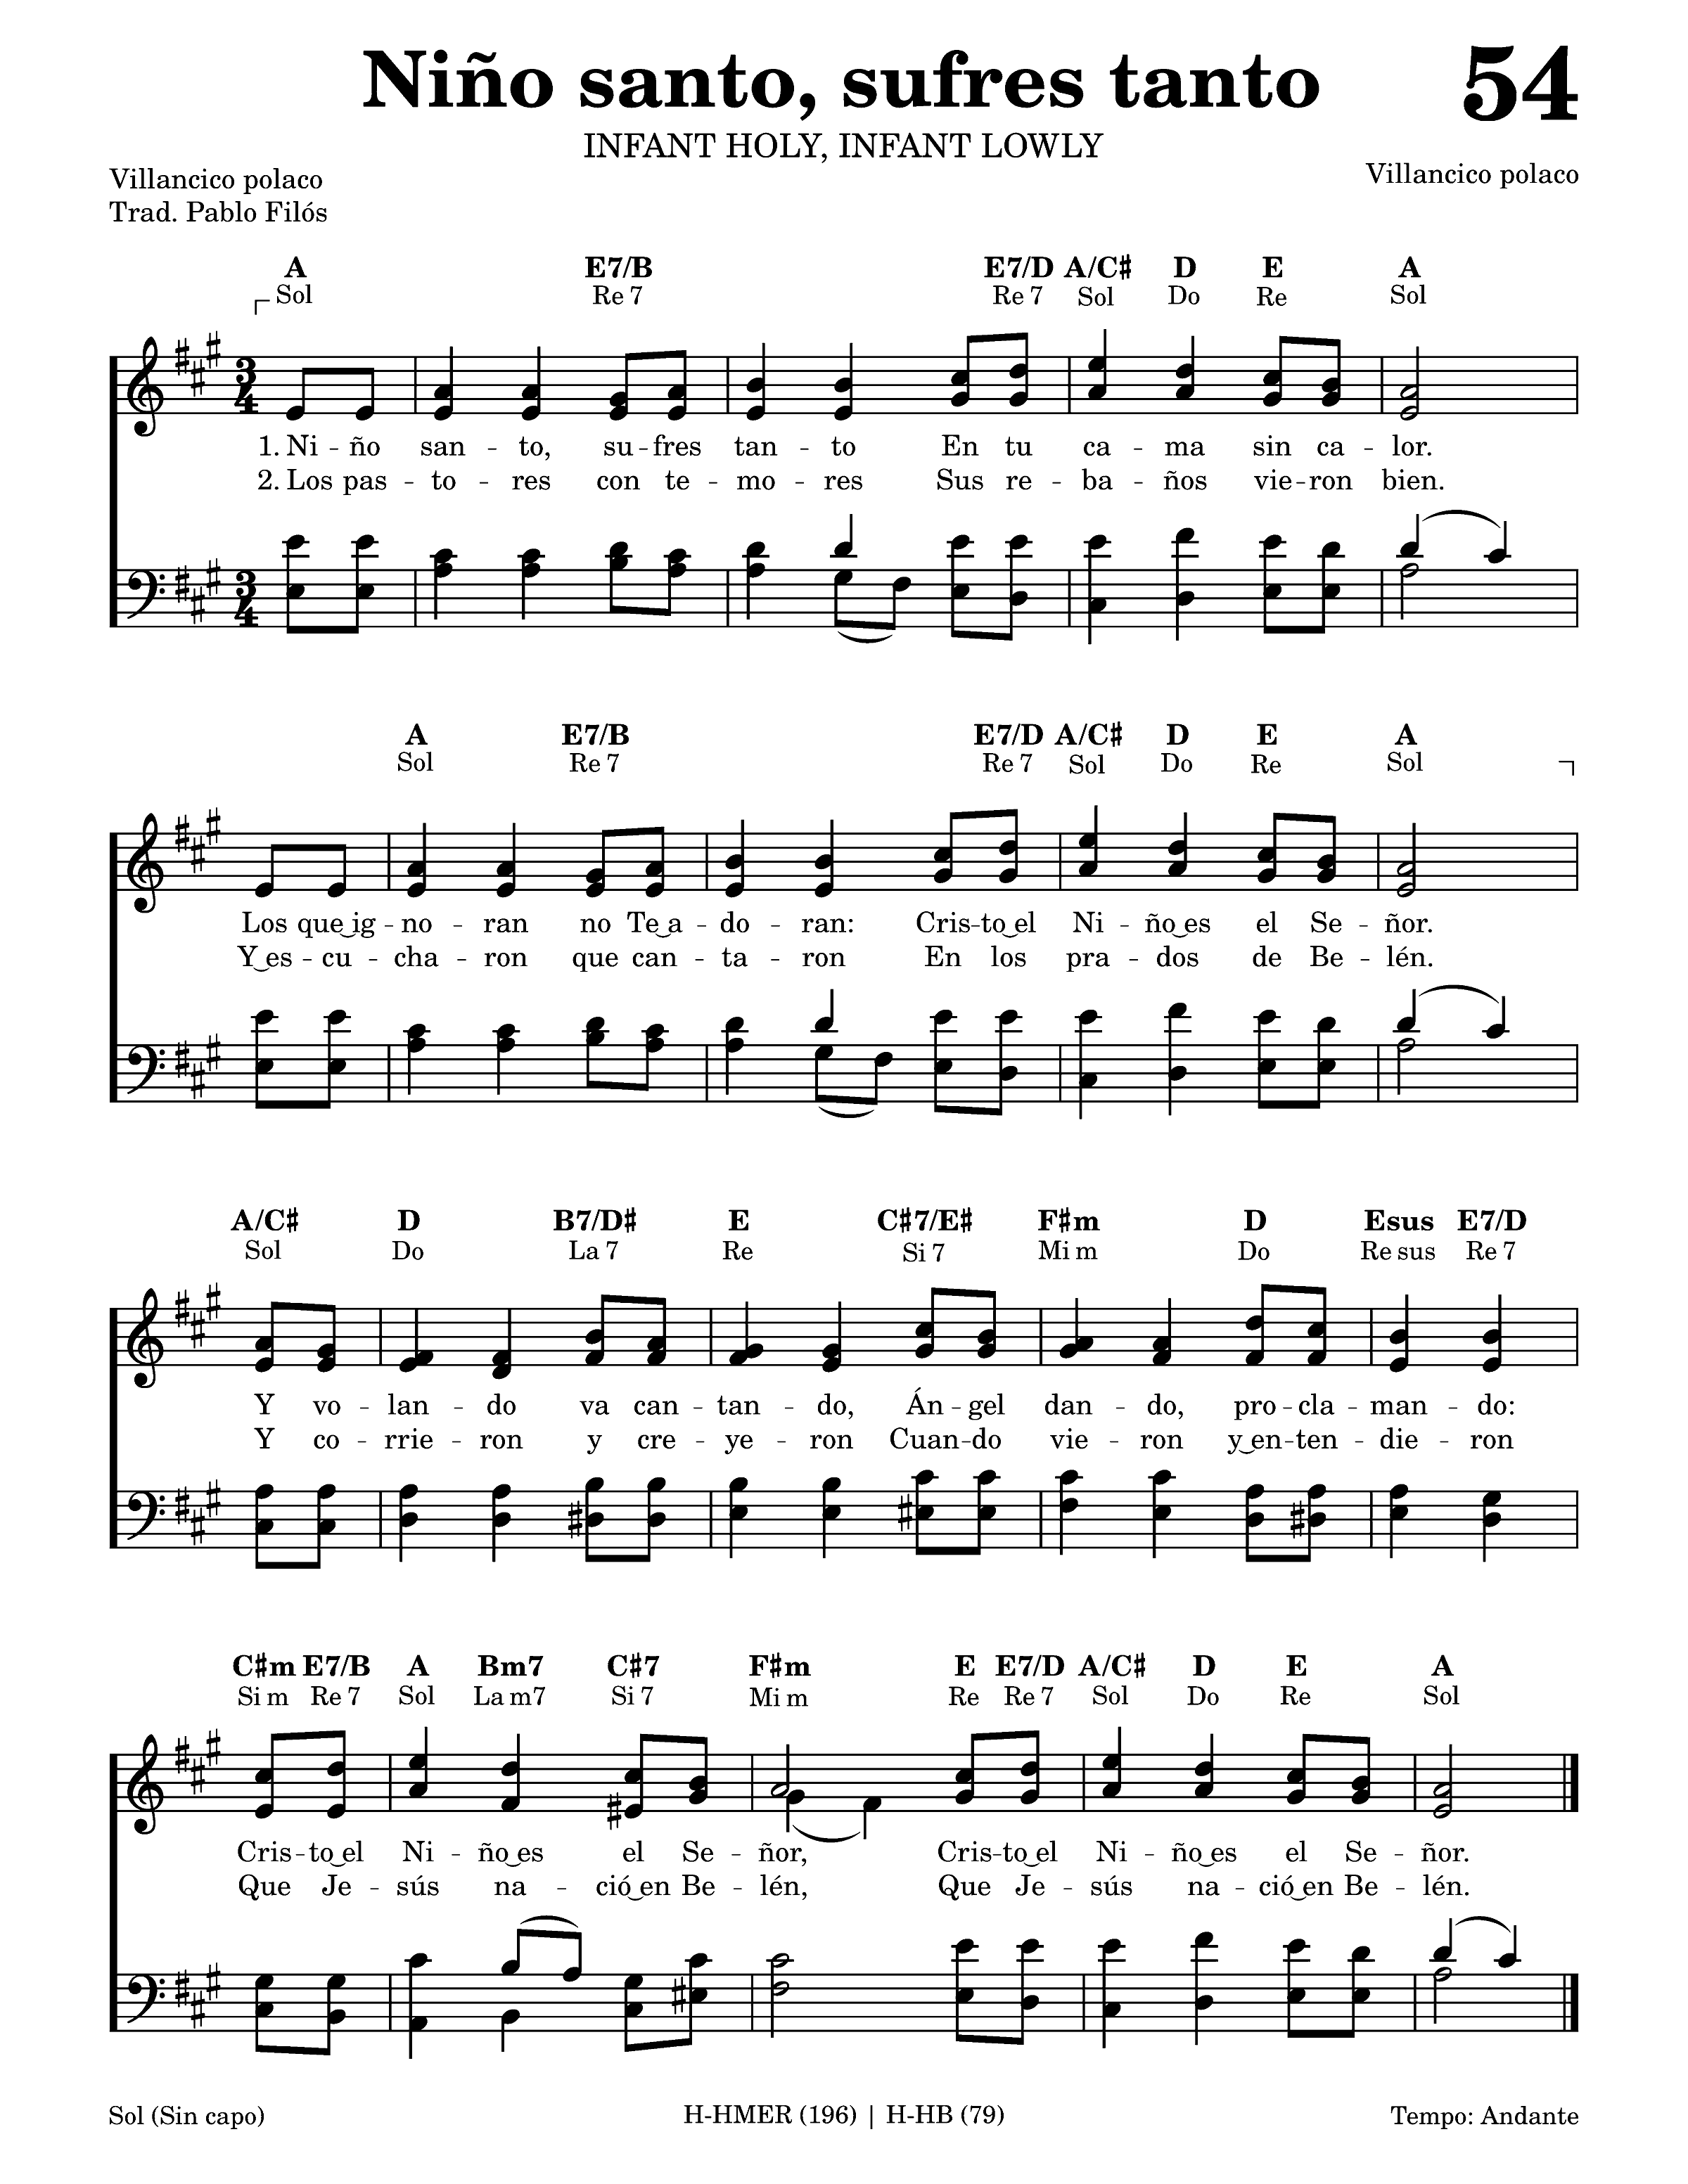 Niño santo, sufres tanto 54
INFANT HOLY, INFANT LOWLY
Villancico polaco Villancico polaco
Trad. Pablo Filós
A E7/B E7/D A/C♯ D E A
Sol Re 7 Re 7 Sol Do Re Sol
3 4
1. Ni -- ño san -- to, su -- fres tan -- to En tu ca -- ma sin ca -- lor.
2. Los pas -- to -- res con te -- mo -- res Sus re -- ba -- ños vie -- ron bien.
3 4
A E7/B E7/D A/C♯ D E A
Sol Re 7 Re 7 Sol Do Re Sol
Los que‿ig -- no -- ran no Te‿a -- do -- ran: Cris -- to‿el Ni -- ño‿es el Se -- ñor.
Y‿es -- cu -- cha -- ron que can -- ta -- ron En los pra -- dos de Be -- lén.
A/C♯ D B7/D♯ E C♯7/E♯ F♯m D Esus E7/D
Sol Do La 7 Re Si 7 Mi m Do Re sus Re 7
Y vo -- lan -- do va can -- tan -- do, Án -- gel dan -- do, pro -- cla -- man -- do:
Y co -- rrie -- ron y cre -- ye -- ron Cuan -- do vie -- ron y‿en -- ten -- die -- ron
C♯m E7/B A Bm7 C♯7 F♯m E E7/D A/C♯ D E A
Si m Re 7 Sol La m7 Si 7 Mi m Re Re 7 Sol Do Re Sol
Cris -- to‿el Ni -- ño‿es el Se -- ñor, Cris -- to‿el Ni -- ño‿es el Se -- ñor.
Que Je -- sús na -- ció‿en Be -- lén, Que Je -- sús na -- ció‿en Be -- lén.
Sol (Sin capo) H-HMER (196) | H-HB (79) Tempo: Andante